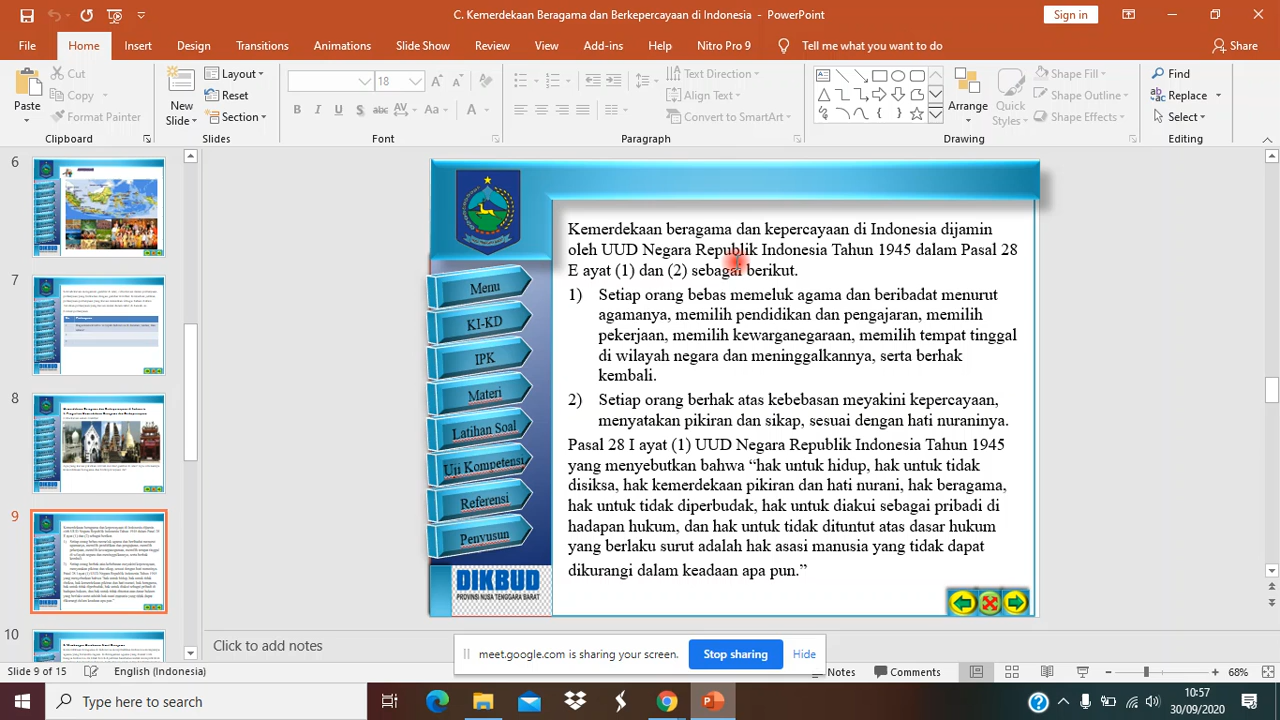 C. Kemerdekaan Beragama dan Berkepercayaan di Indonesia - PowerPoint
Sign in
File Home Insert Design Transitions Animations Slide Show Review View Add-ins Help Nitro Pro 9 Tell me what you want to do Share
Paste
Cut
Copy
Format Painter
Clipboard
New Slide
Layout
Reset
Section
Slides
18
B I U S abc AV Aa A
Font
Text Direction
Align Text
Convert to SmartArt
Paragraph
Arrange
Quick Styles
Shape Fill
Shape Outline
Shape Effects
Drawing
Find
Replace
Select
Editing
6
7
8
9
10
Menu
KI-KD
IPK
Materi
Latihan Soal
Uji Kompetensi
Referensi
Penyusun
DIKBUD
PROVINSI NUSA TENGGARA BARAT
Kemerdekaan beragama dan kepercayaan di Indonesia dijamin
oleh UUD Negara Republik Indonesia Tahun 1945 dalam Pasal 28
E ayat (1) dan (2) sebagai berikut.
1) Setiap orang bebas memeluk agama dan beribadat menurut
agamanya, memilih pendidikan dan pengajaran, memilih
pekerjaan, memilih kewarganegaraan, memilih tempat tinggal
di wilayah negara dan meninggalkannya, serta berhak
kembali.
2) Setiap orang berhak atas kebebasan meyakini kepercayaan,
menyatakan pikiran dan sikap, sesuai dengan hati nuraninya.
Pasal 28 I ayat (1) UUD Negara Republik Indonesia Tahun 1945
yang menyebutkan bahwa “hak untuk hidup, hak untuk tidak
disiksa, hak kemerdekaan pikiran dan hati nurani, hak beragama,
hak untuk tidak diperbudak, hak untuk diakui sebagai pribadi di
hadapan hukum, dan hak untuk tidak dituntut atas dasar hukum
yang berlaku surut adalah hak asasi manusia yang tidak dapat
dikurangi dalam keadaan apa pun”.
Click to add notes
meet.google.com is sharing your screen. Stop sharing Hide
Slide 9 of 15 English (Indonesia) Notes Comments 68%
Type here to search
10:57
30/09/2020